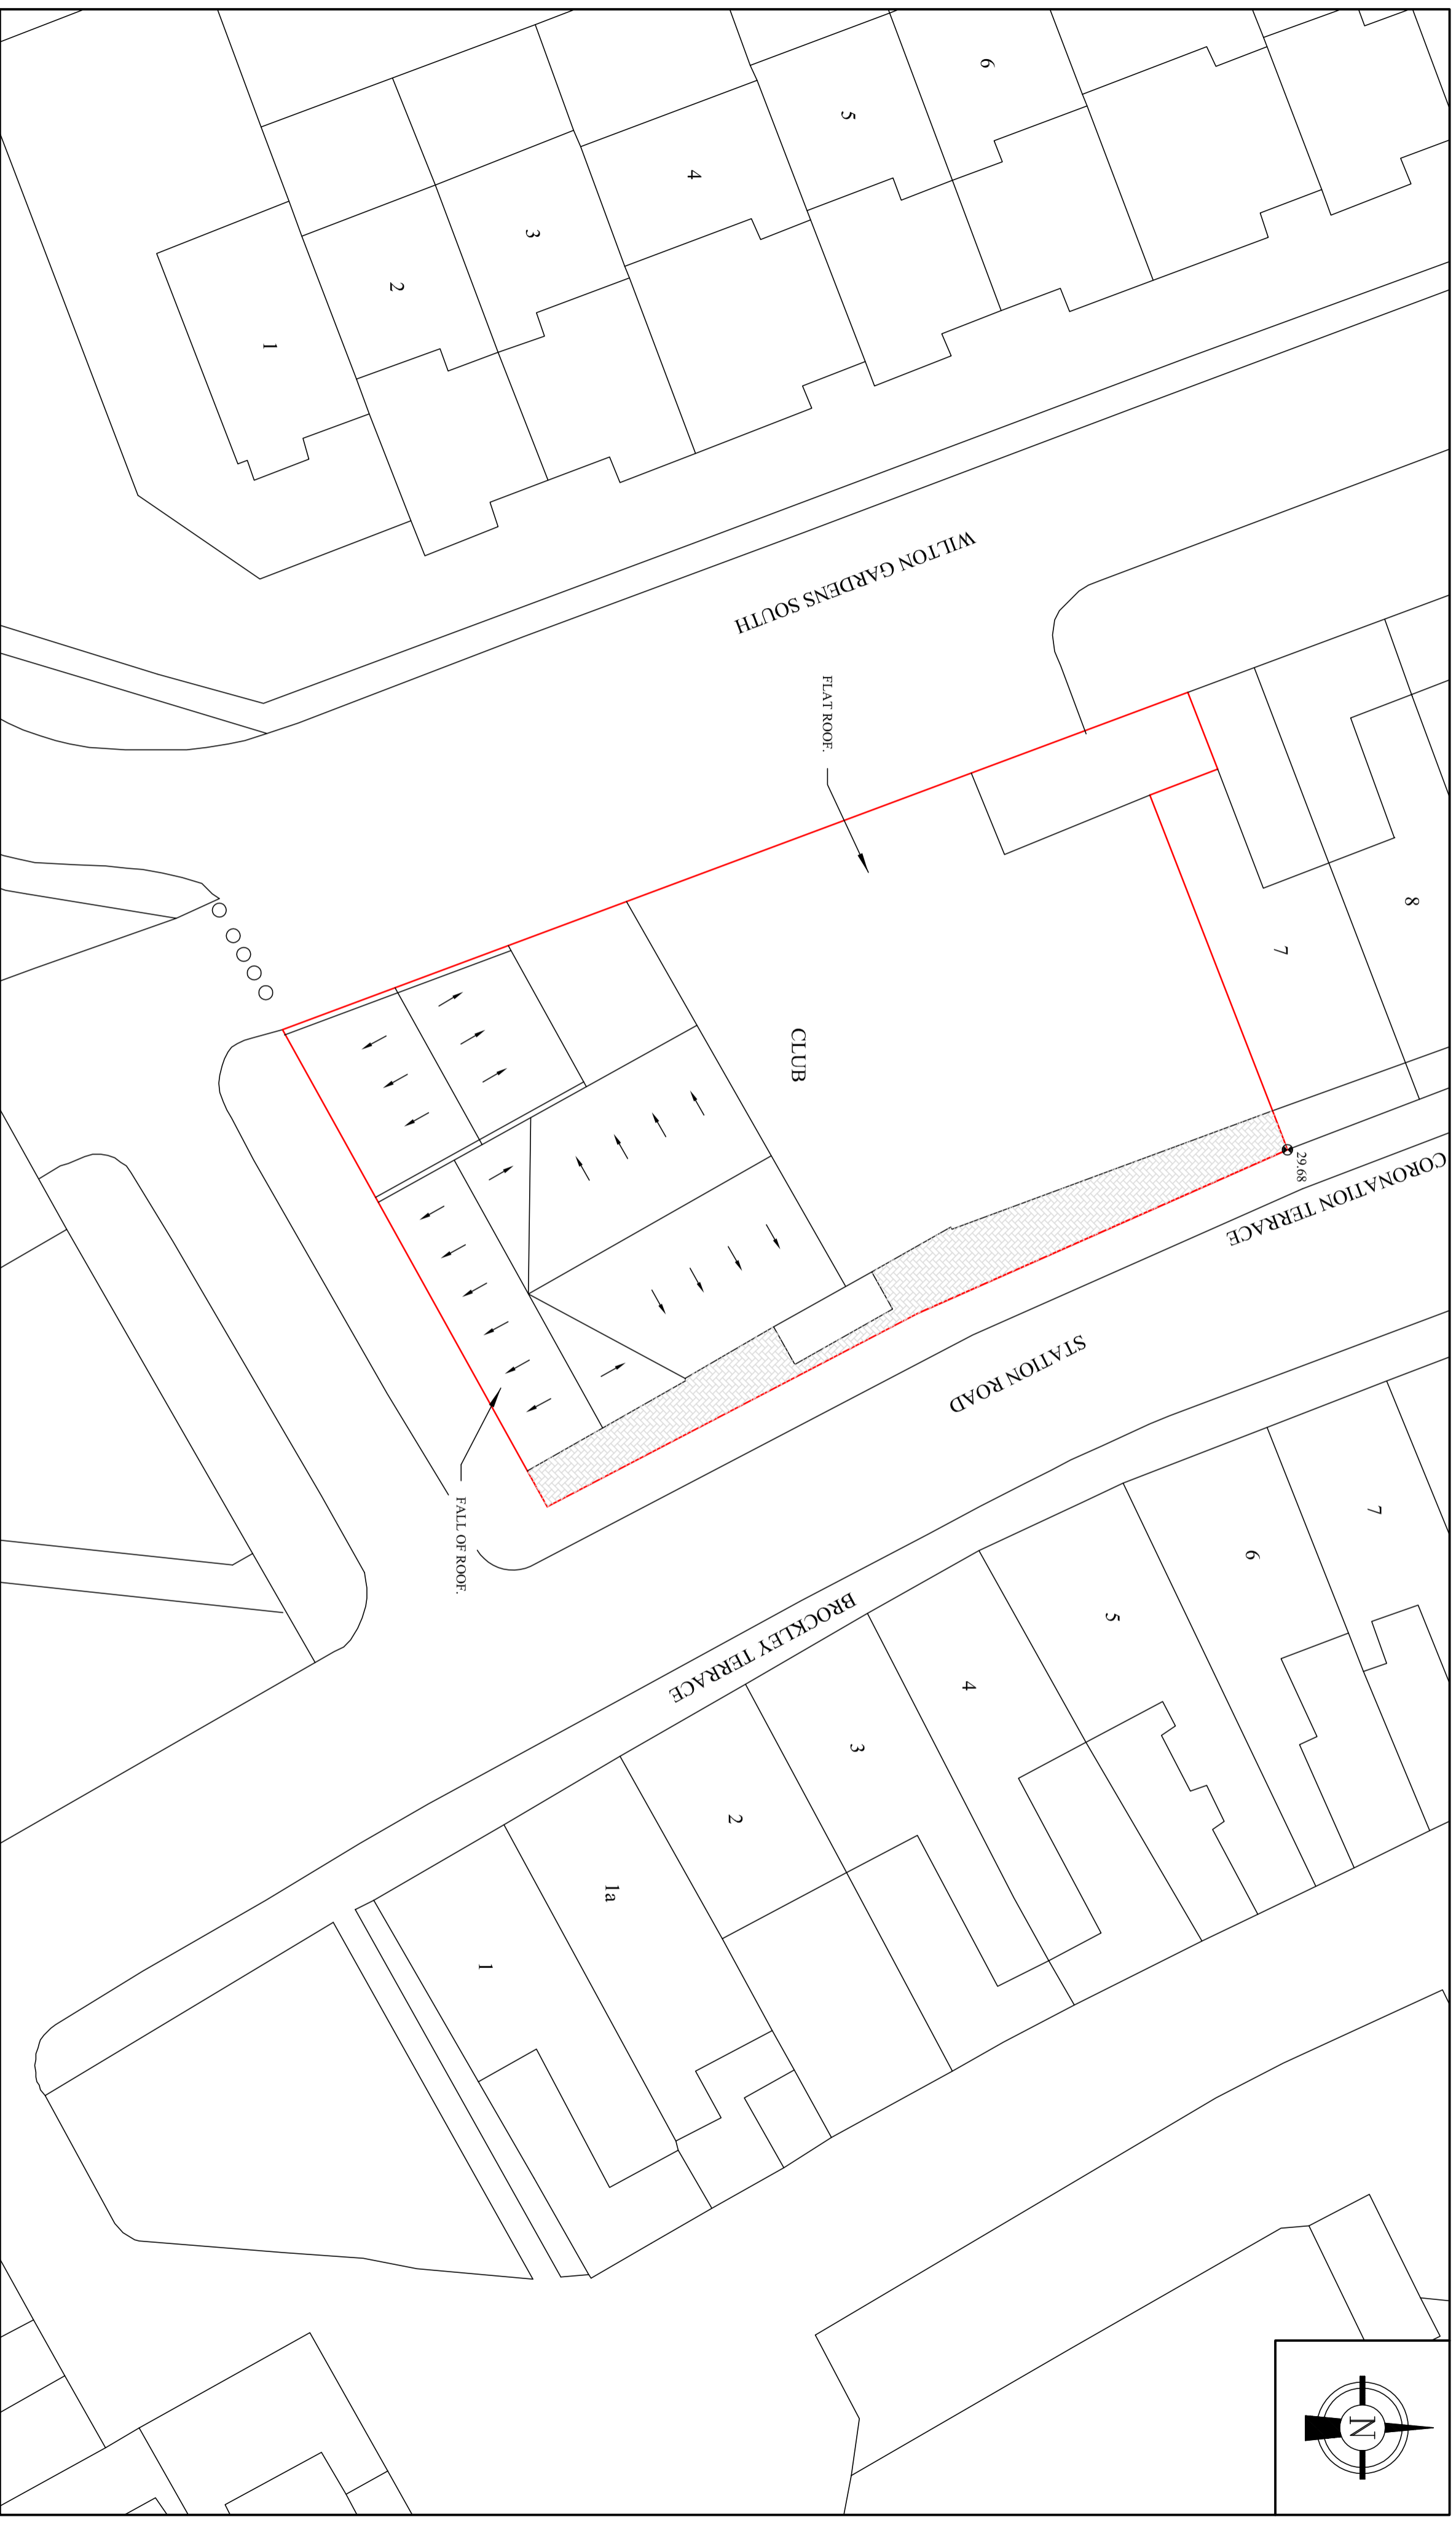 6
5
4
3
2
1
WILTON GARDENS SOUTH
FLAT ROOF.
8
7
CLUB
29.68
CORONATION TERRACE
STATION ROAD
FALL OF ROOF.
BROCKLEY TERRACE
7
6
5
4
3
2
1a
1
N